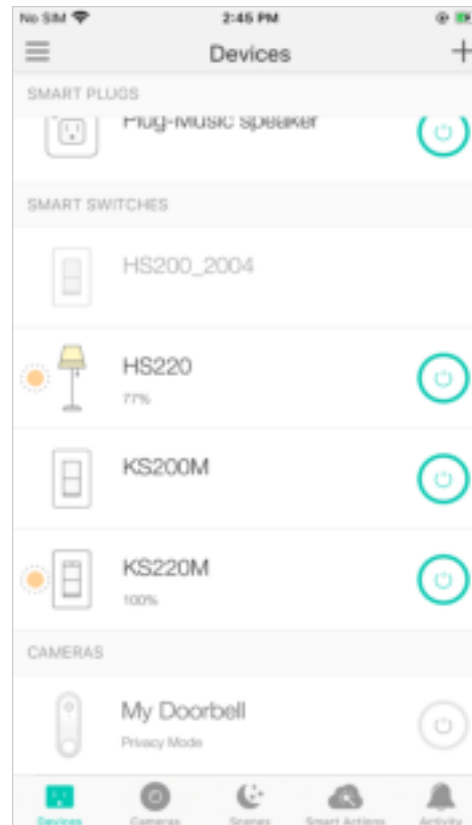 No SIM 2:45 PM
Devices
SMART PLUGS
Plug-Music speaker
SMART SWITCHES
HS200_2004
HS220
77%
KS200M
KS220M
100%
CAMERAS
My Doorbell
Privacy Mode
Devices Cameras Scenes Smart Actions Activity